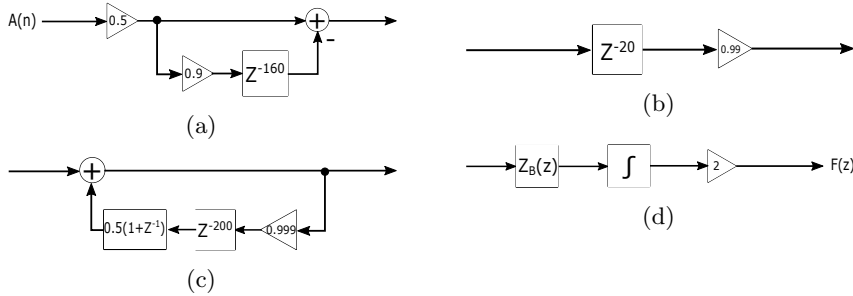 A(n)
0.5
+
−
0.9
Z⁻¹⁶⁰
(a)
Z⁻²⁰
0.99
(b)
+
0.5(1+Z⁻¹)
Z⁻²⁰⁰
0.999
(c)
Z_B(z)
∫
2
F(z)
(d)